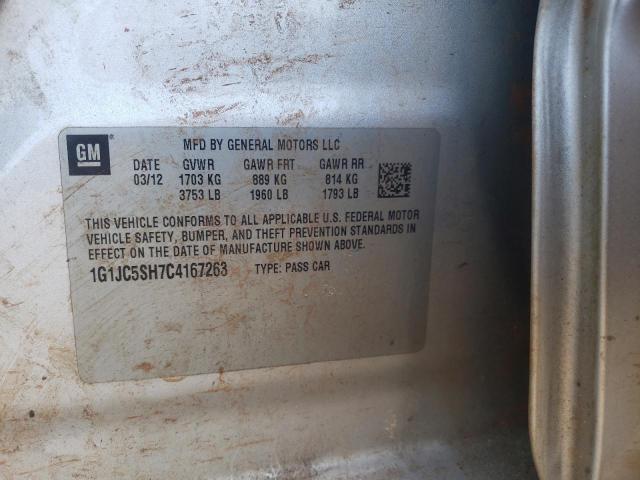 GM
MFD BY GENERAL MOTORS LLC
DATE GVWR GAWR FRT GAWR RR
03/12 1703 KG 889 KG 814 KG
3753 LB 1960 LB 1793 LB
THIS VEHICLE CONFORMS TO ALL APPLICABLE U.S. FEDERAL MOTOR
VEHICLE SAFETY, BUMPER, AND THEFT PREVENTION STANDARDS IN
EFFECT ON THE DATE OF MANUFACTURE SHOWN ABOVE.
1G1JC5SH7C4167263 TYPE: PASS CAR